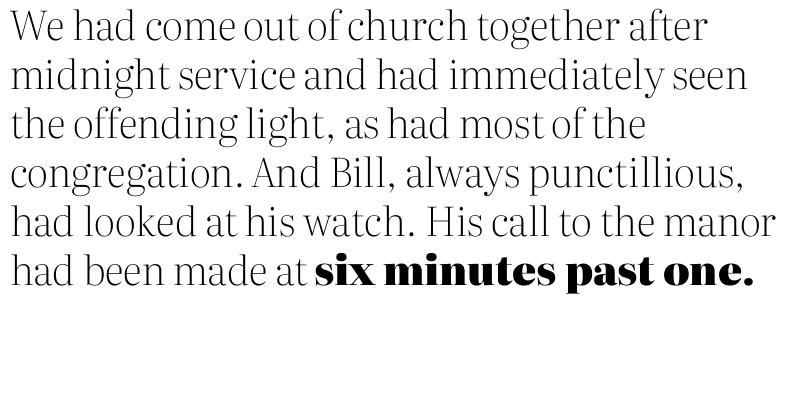 We had come out of church together after
midnight service and had immediately seen
the offending light, as had most of the
congregation. And Bill, always punctillious,
had looked at his watch. His call to the manor
had been made at six minutes past one.